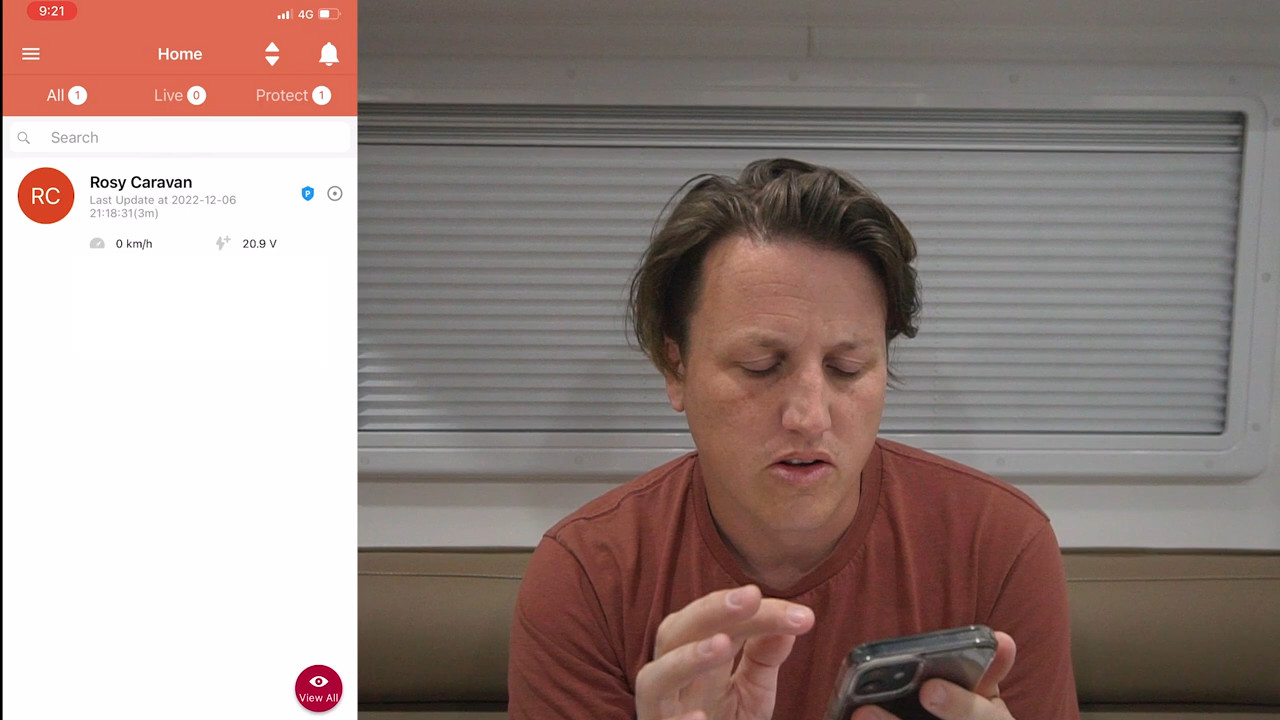 9:21
4G
Home
All 1
Live 0
Protect 1
Search
RC
Rosy Caravan
Last Update at 2022-12-06
21:18:31(3m)
P
0 km/h
20.9 V
View All